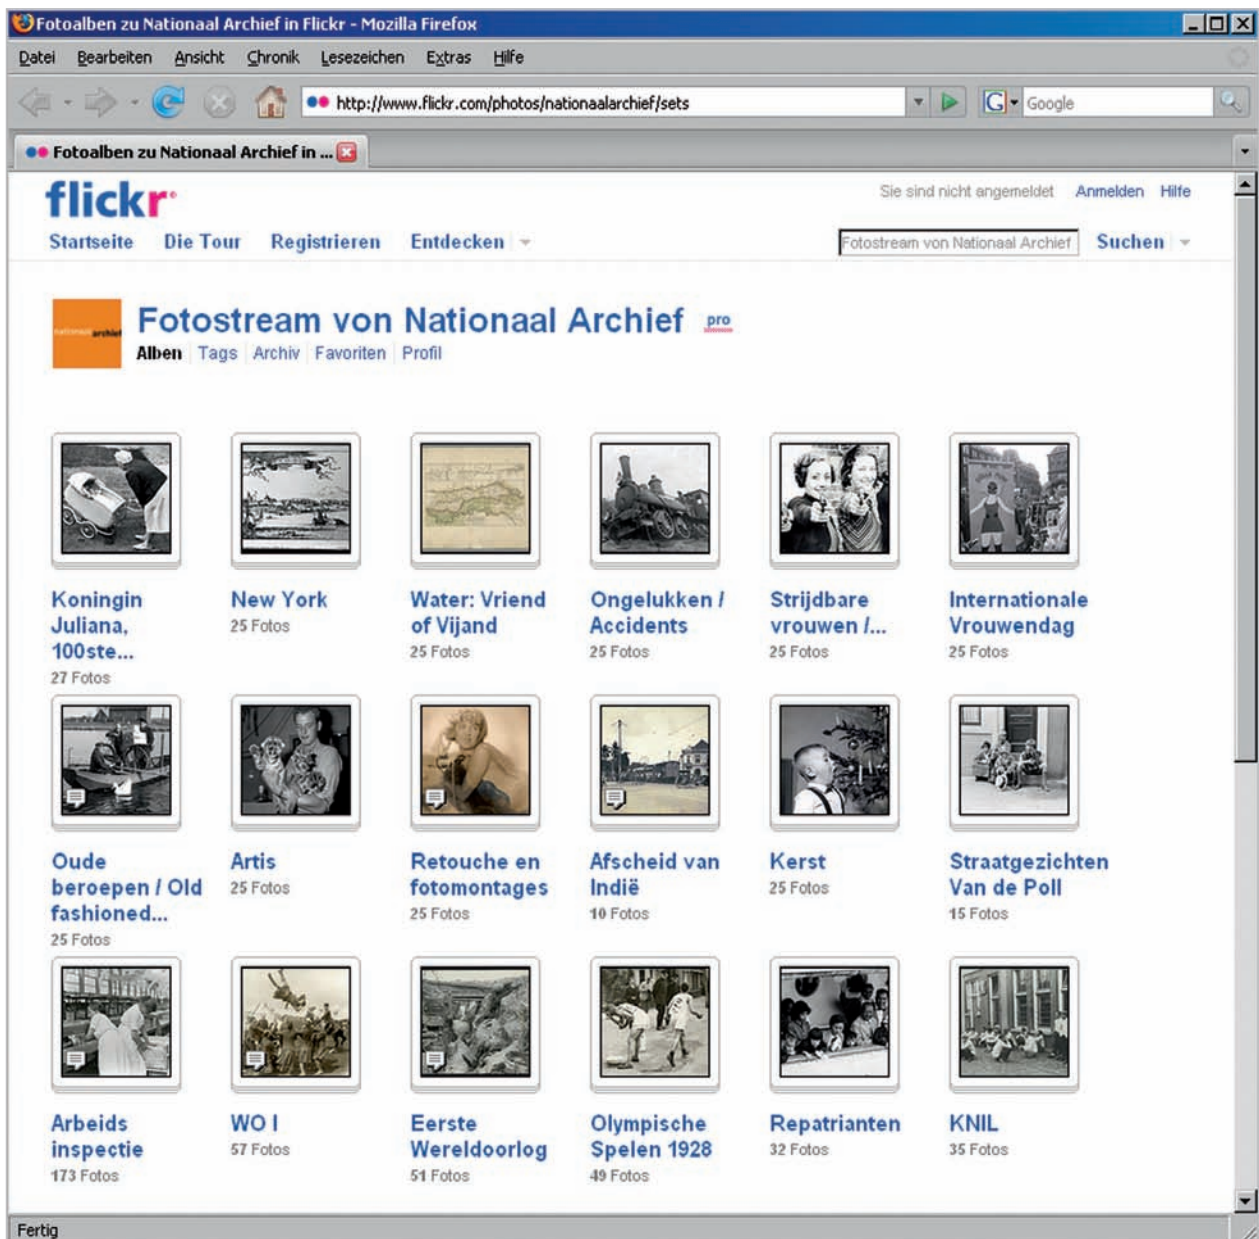 Fotoalben zu Nationaal Archief in Flickr - Mozilla Firefox
Datei Bearbeiten Ansicht Chronik Lesezeichen Extras Hilfe
http://www.flickr.com/photos/nationaalarchief/sets
G Google
Fotoalben zu Nationaal Archief in ...
flickr
Sie sind nicht angemeldet Anmelden Hilfe
Startseite Die Tour Registrieren Entdecken
Fotostream von Nationaal Archief Suchen
nationaal archief
Fotostream von Nationaal Archief pro
Alben Tags Archiv Favoriten Profil
Koningin
Juliana,
100ste...
27 Fotos
New York
25 Fotos
Water: Vriend
of Vijand
25 Fotos
Ongelukken /
Accidents
25 Fotos
Strijdbare
vrouwen /...
25 Fotos
Internationale
Vrouwendag
25 Fotos
Oude
beroepen / Old
fashioned...
25 Fotos
Artis
25 Fotos
Retouche en
fotomontages
25 Fotos
Afscheid van
Indië
10 Fotos
Kerst
25 Fotos
Straatgezichten
Van de Poll
15 Fotos
Arbeids
inspectie
173 Fotos
WO I
57 Fotos
Eerste
Wereldoorlog
51 Fotos
Olympische
Spelen 1928
49 Fotos
Repatrianten
32 Fotos
KNIL
35 Fotos
Fertig